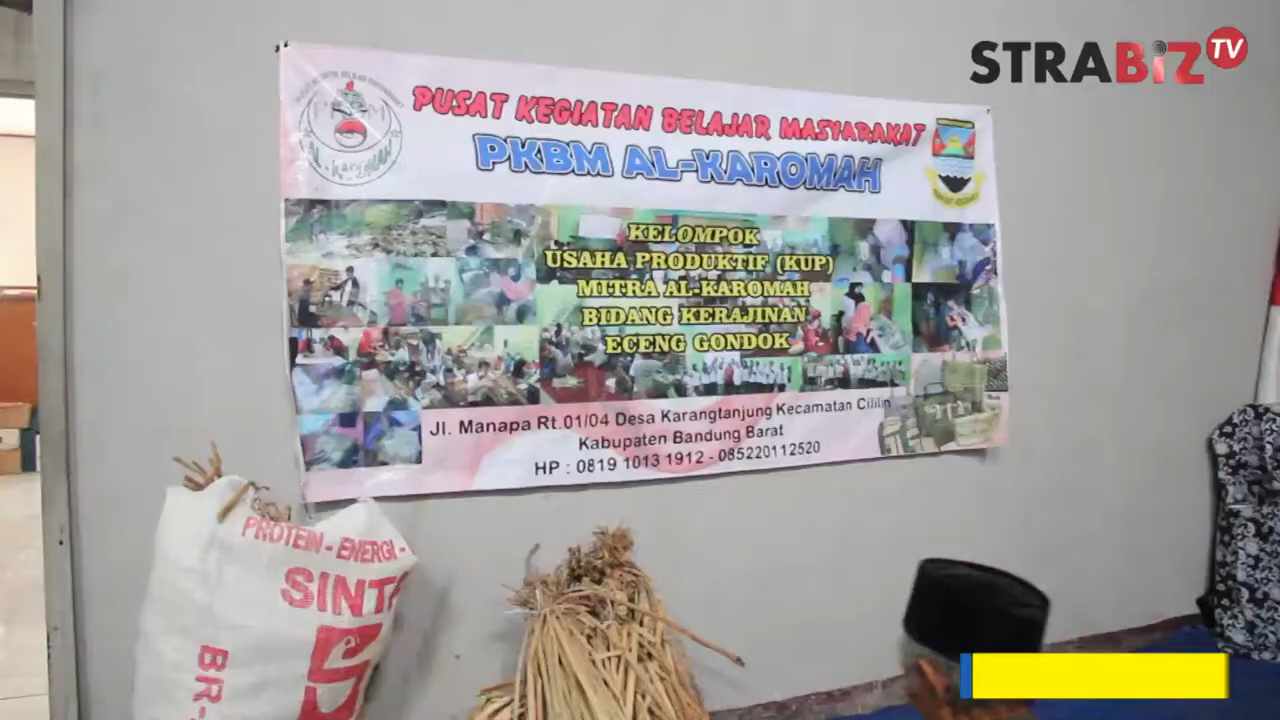 STRABIZ TV
PUSAT KEGIATAN BELAJAR MASYARAKAT
PKBM AL-KAROMAH
KELOMPOK
USAHA PRODUKTIF (KUP)
MITRA AL-KAROMAH
BIDANG KERAJINAN
ECENG GONDOK
Jl. Manapa Rt.01/04 Desa Karangtanjung Kecamatan Cililin
Kabupaten Bandung Barat
HP : 0819 1013 1912 - 085220112520
PROTEIN - ENERGI -
SINTA
5
BR-